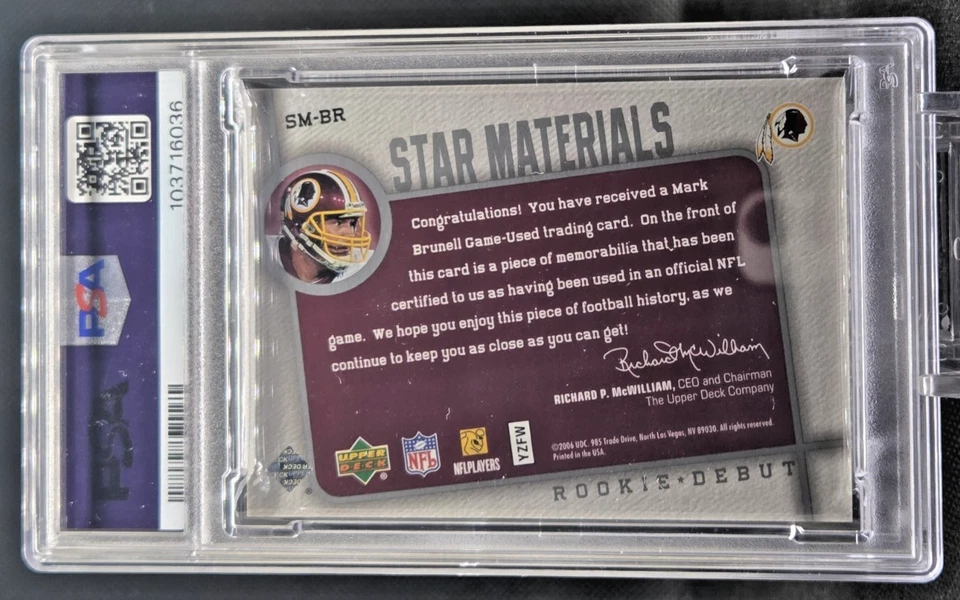 103716036
PSA
PSA
SM-BR
STAR MATERIALS
Congratulations! You have received a Mark
Brunell Game-Used trading card. On the front of
this card is a piece of memorabilia that has been
certified to us as having been used in an official NFL
game. We hope you enjoy this piece of football history, as we
continue to keep you as close as you can get!
Richard McWilliam
RICHARD P. McWILLIAM, CEO and Chairman
The Upper Deck Company
UPPER
DECK
NFL
NFLPLAYERS
YZFW
©2006 UDC. 985 Trade Drive, North Las Vegas, NV 89030. All rights reserved.
Printed in the USA.
ROOKIE★DEBUT